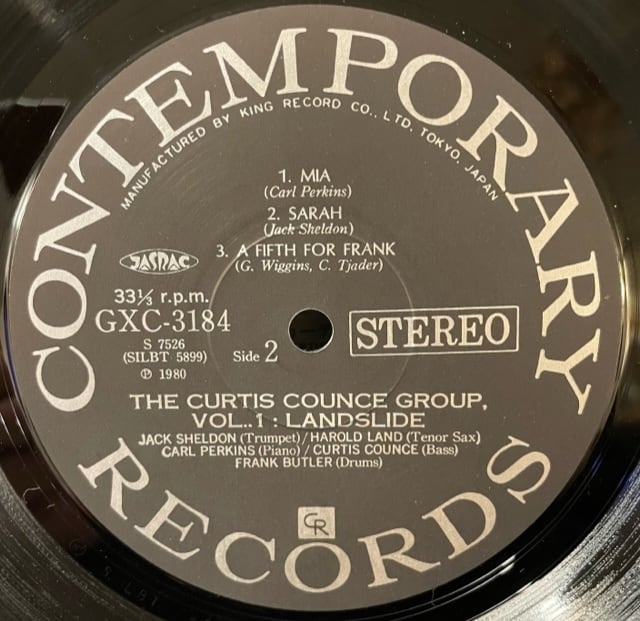 CONTEMPORARY
MANUFACTURED BY KING RECORD CO., LTD. TOKYO, JAPAN
1. MIA
(Carl Perkins)
2. SARAH
(Jack Sheldon)
3. A FIFTH FOR FRANK
(G. Wiggins, C. Tjader)
JASRAC
33⅓ r.p.m.
GXC-3184
STEREO
S 7526
(SILBT 5899)
Side 2
℗ 1980
THE CURTIS COUNCE GROUP,
VOL..1 : LANDSLIDE
JACK SHELDON (Trumpet)/HAROLD LAND (Tenor Sax)
CARL PERKINS (Piano)/CURTIS COUNCE (Bass)
FRANK BUTLER (Drums)
CR
RECORDS